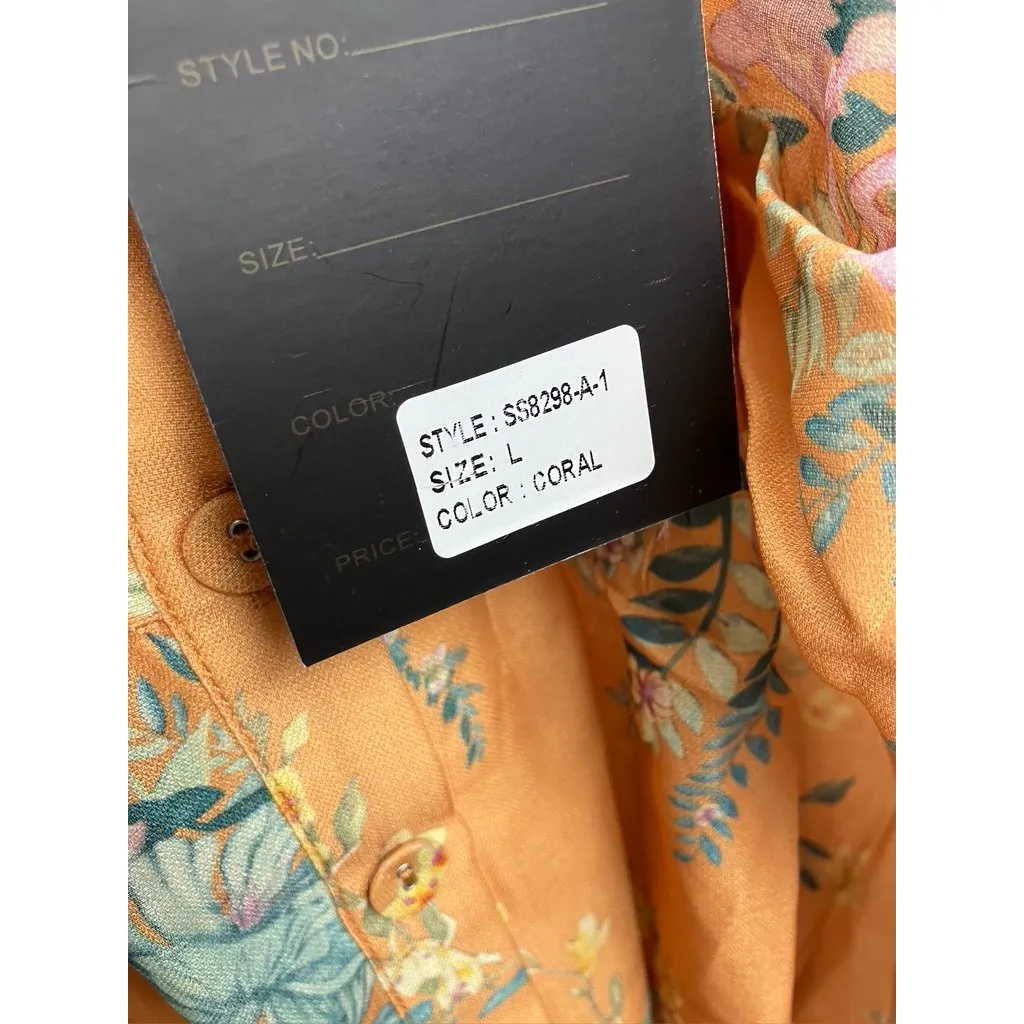 STYLE NO:
SIZE:
COLOR:
STYLE : SS8298-A-1
SIZE: L
COLOR : CORAL
PRICE: